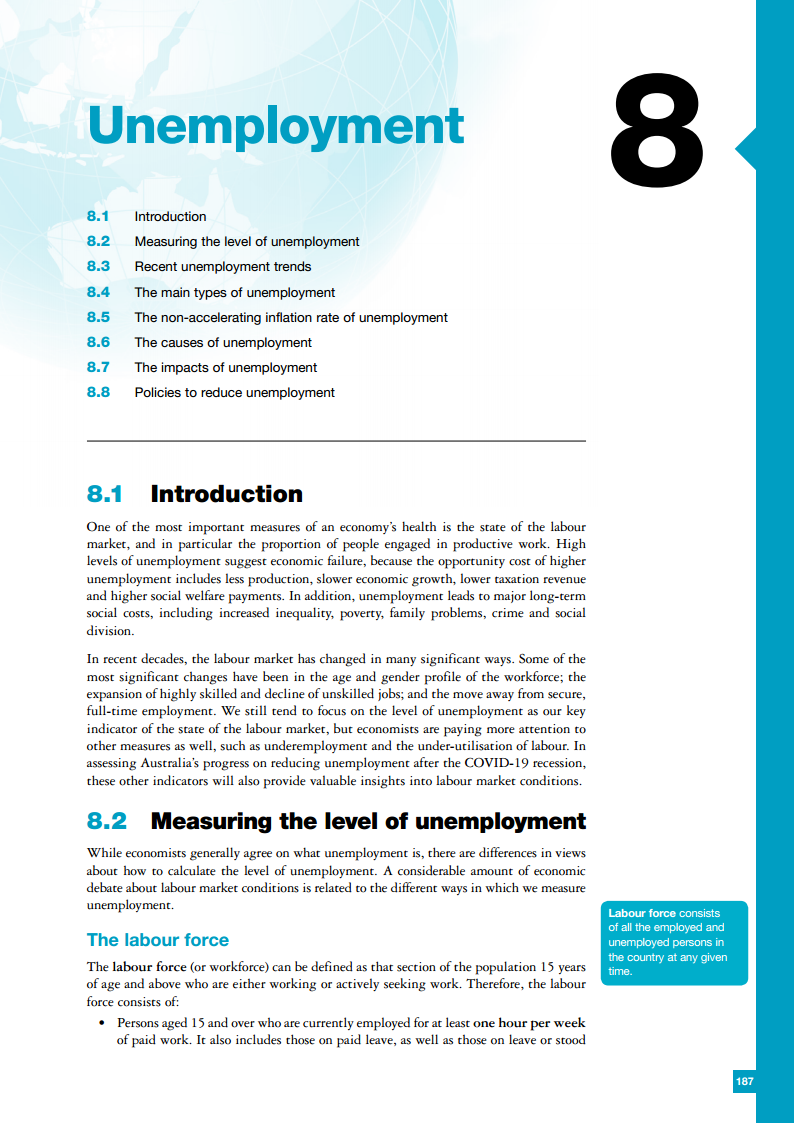 Unemployment
8
8.1 Introduction
8.2 Measuring the level of unemployment
8.3 Recent unemployment trends
8.4 The main types of unemployment
8.5 The non-accelerating inflation rate of unemployment
8.6 The causes of unemployment
8.7 The impacts of unemployment
8.8 Policies to reduce unemployment
8.1 Introduction
One of the most important measures of an economy's health is the state of the labour
market, and in particular the proportion of people engaged in productive work. High
levels of unemployment suggest economic failure, because the opportunity cost of higher
unemployment includes less production, slower economic growth, lower taxation revenue
and higher social welfare payments. In addition, unemployment leads to major long-term
social costs, including increased inequality, poverty, family problems, crime and social
division.
In recent decades, the labour market has changed in many significant ways. Some of the
most significant changes have been in the age and gender profile of the workforce; the
expansion of highly skilled and decline of unskilled jobs; and the move away from secure,
full-time employment. We still tend to focus on the level of unemployment as our key
indicator of the state of the labour market, but economists are paying more attention to
other measures as well, such as underemployment and the under-utilisation of labour. In
assessing Australia's progress on reducing unemployment after the COVID-19 recession,
these other indicators will also provide valuable insights into labour market conditions.
8.2 Measuring the level of unemployment
While economists generally agree on what unemployment is, there are differences in views
about how to calculate the level of unemployment. A considerable amount of economic
debate about labour market conditions is related to the different ways in which we measure
unemployment.
The labour force
The labour force (or workforce) can be defined as that section of the population 15 years
of age and above who are either working or actively seeking work. Therefore, the labour
force consists of:
• Persons aged 15 and over who are currently employed for at least one hour per week
of paid work. It also includes those on paid leave, as well as those on leave or stood
Labour force consists
of all the employed and
unemployed persons in
the country at any given
time.
187